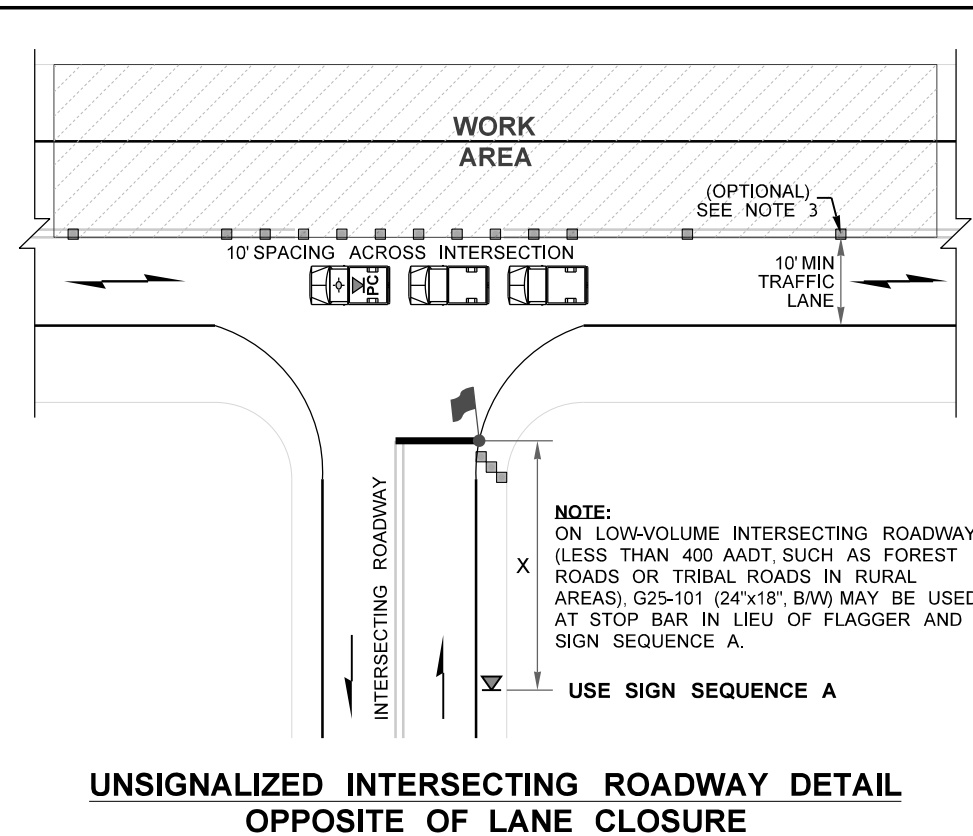 WORK
AREA
(OPTIONAL)
SEE NOTE 3
10' SPACING ACROSS INTERSECTION
10' MIN
TRAFFIC
LANE
PC
INTERSECTING ROADWAY
X
NOTE:
ON LOW-VOLUME INTERSECTING ROADWAY
(LESS THAN 400 AADT, SUCH AS FOREST
ROADS OR TRIBAL ROADS IN RURAL
AREAS), G25-101 (24"x18", B/W) MAY BE USED
AT STOP BAR IN LIEU OF FLAGGER AND
SIGN SEQUENCE A.
USE SIGN SEQUENCE A
UNSIGNALIZED INTERSECTING ROADWAY DETAIL
OPPOSITE OF LANE CLOSURE